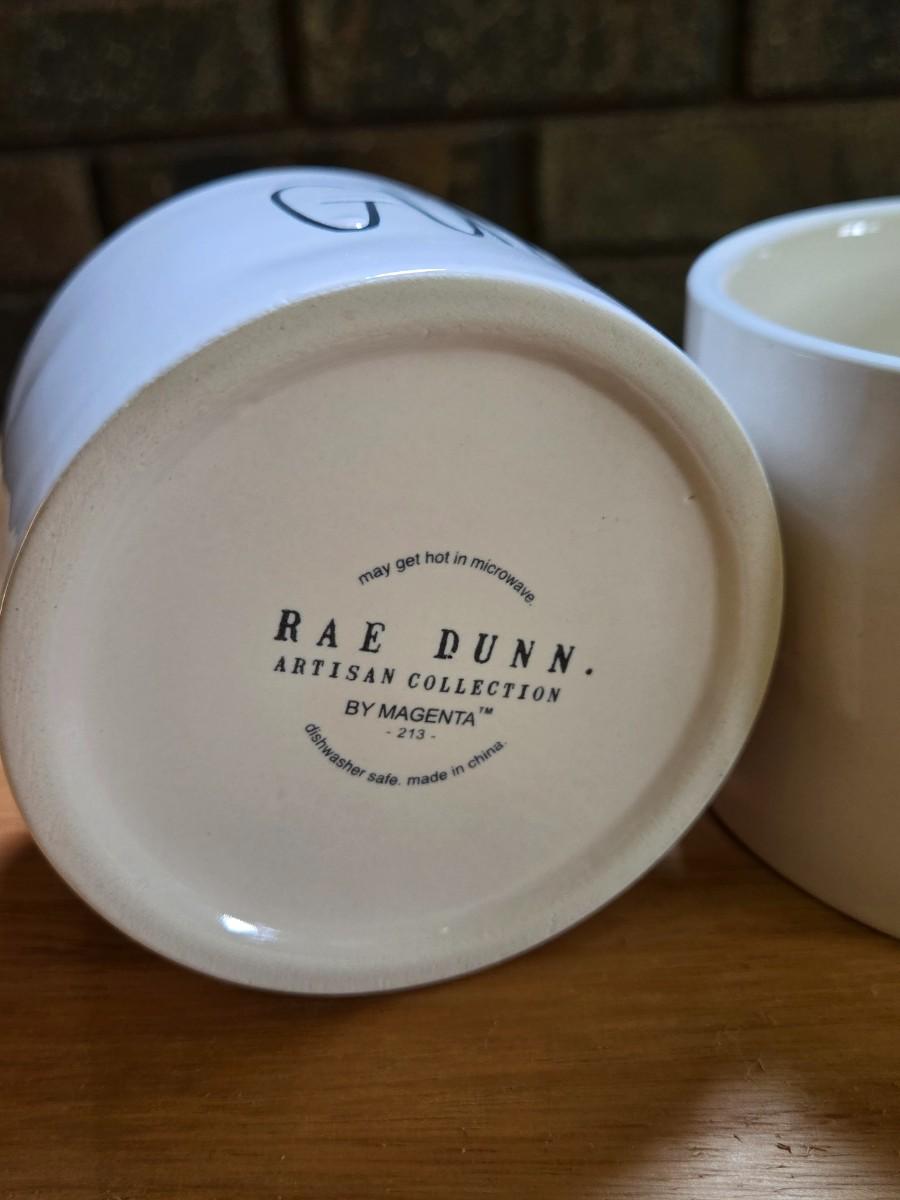 may get hot in microwave.
RAE DUNN.
ARTISAN COLLECTION
BY MAGENTA™
- 213 -
dishwasher safe. made in china.